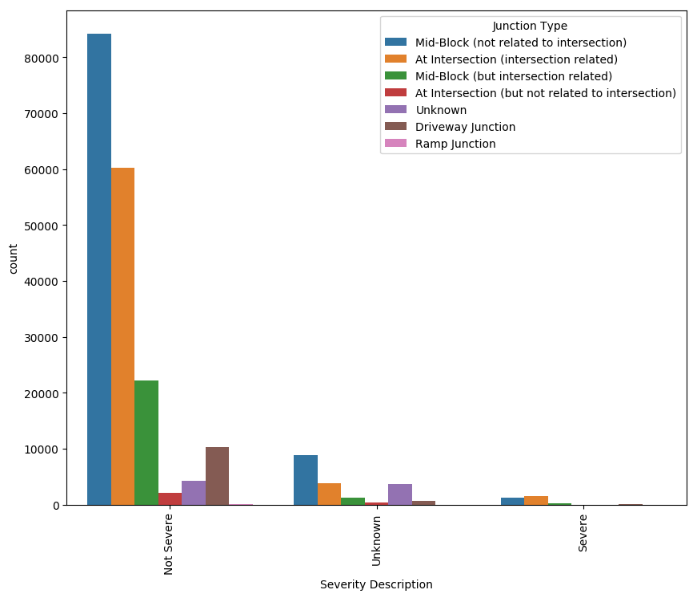 Junction Type
Mid-Block (not related to intersection)
At Intersection (intersection related)
Mid-Block (but intersection related)
At Intersection (but not related to intersection)
Unknown
Driveway Junction
Ramp Junction
80000
70000
60000
50000
40000
30000
20000
10000
0
count
Not Severe
Unknown
Severe
Severity Description